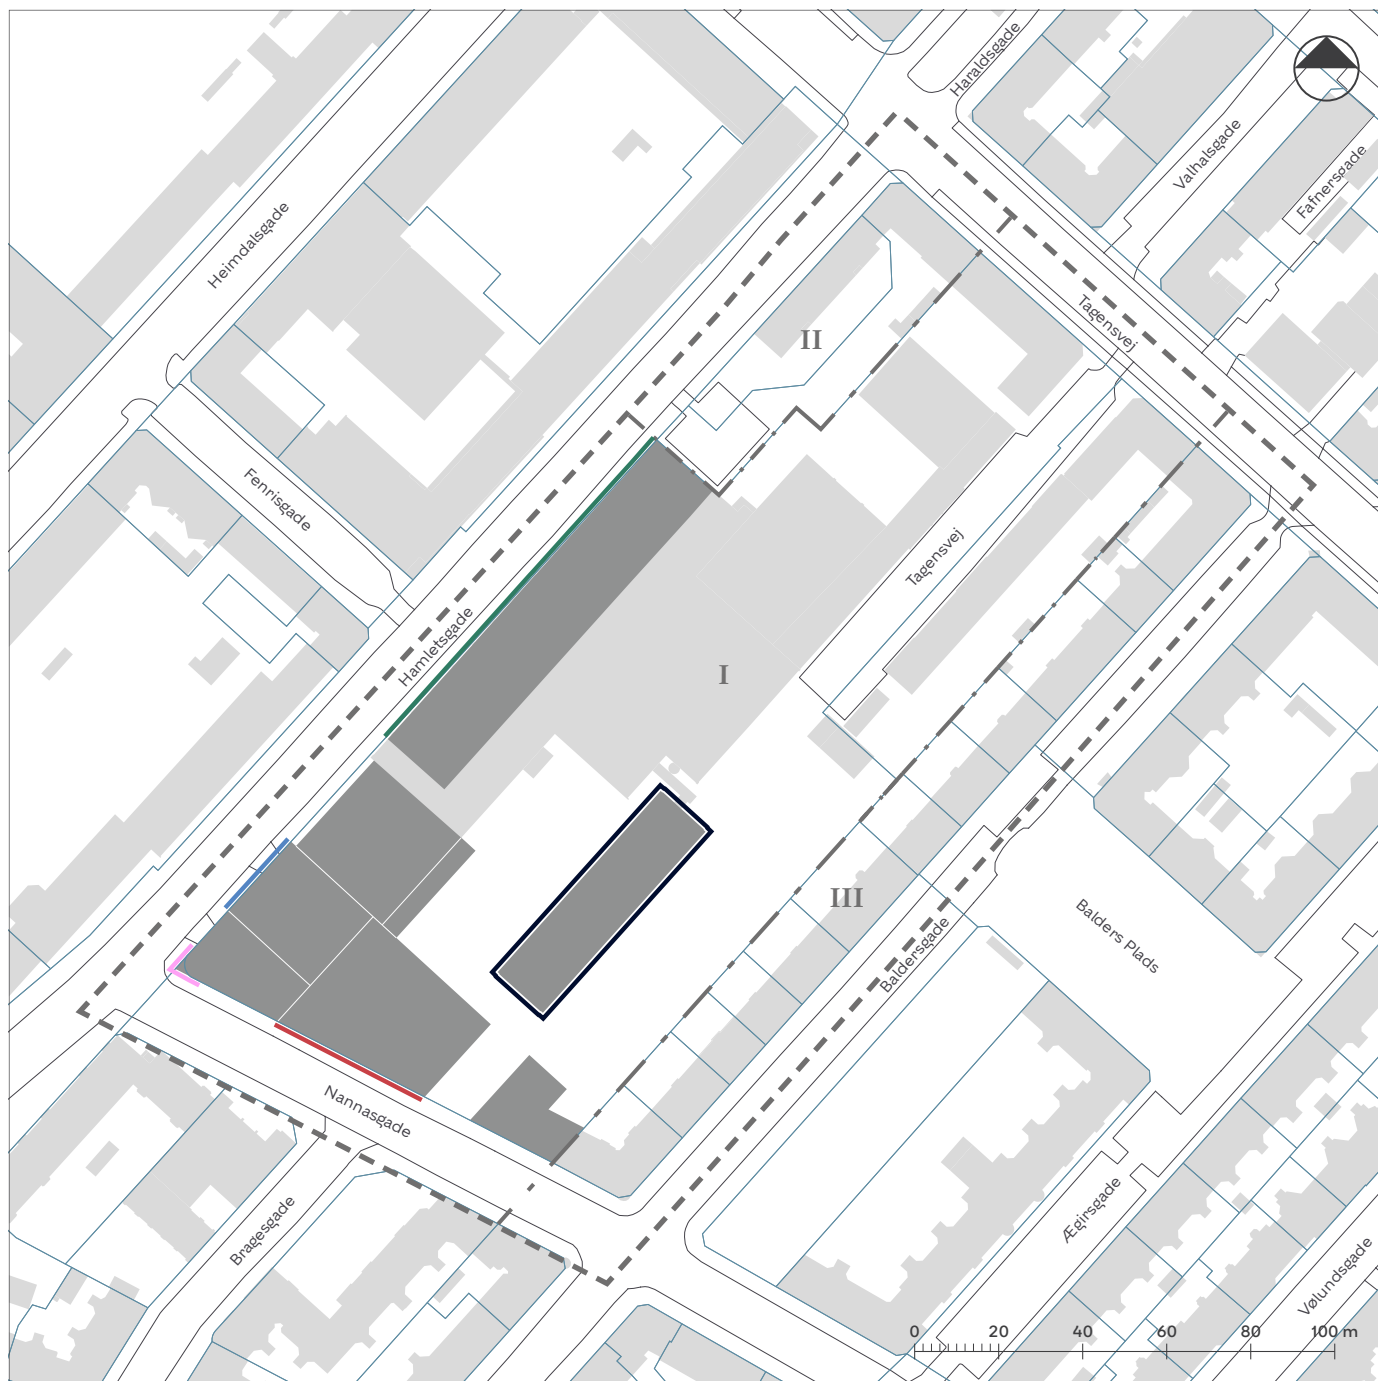 Haraldsgade
Valhalsgade
Fafnersgade
Heimdalsgade
Tagensvej
II
Fenrisgade
Tagensvej
Hamletsgade
I
III
Balders Plads
Baldersgade
Nannasgade
Bragesgade
Ægirsgade
Vølundsgade
0 20 40 60 80 100 m